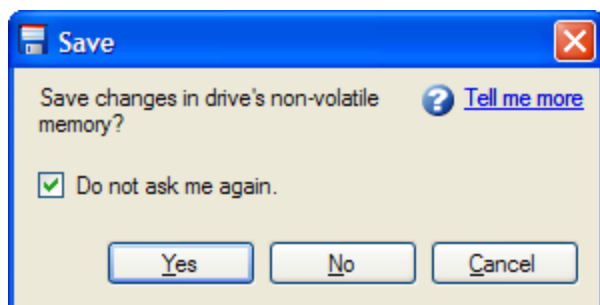 Save
Save changes in drive's non-volatile
memory?
Tell me more
Do not ask me again.
Yes
No
Cancel